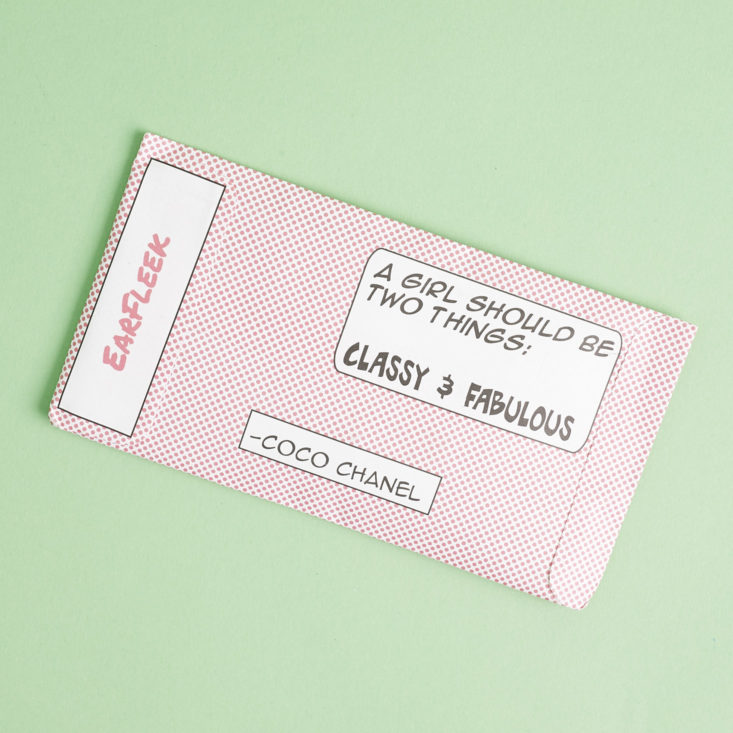 EARFLEEK
A GIRL SHOULD BE
TWO THINGS:
CLASSY & FABULOUS
-COCO CHANEL